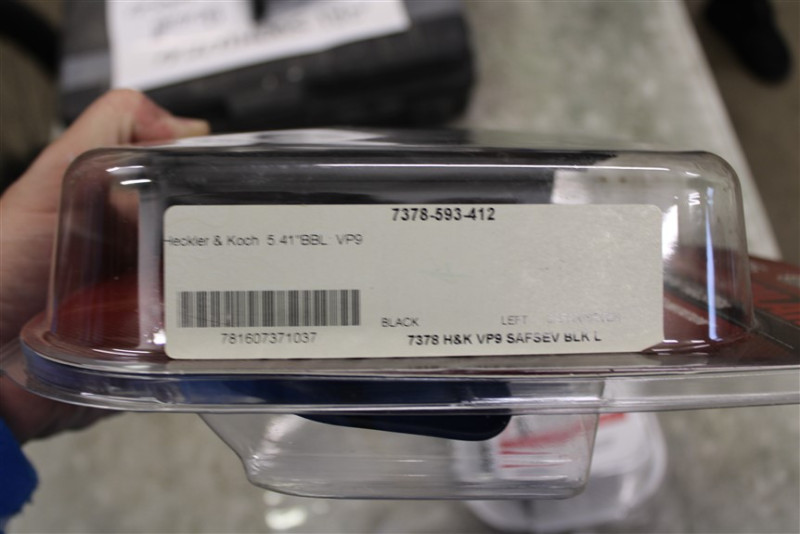 7378-593-412
Heckler & Koch 5.41"BBL: VP9
BLACK LEFT
781607371037
7378 H&K VP9 SAFSEV BLK L